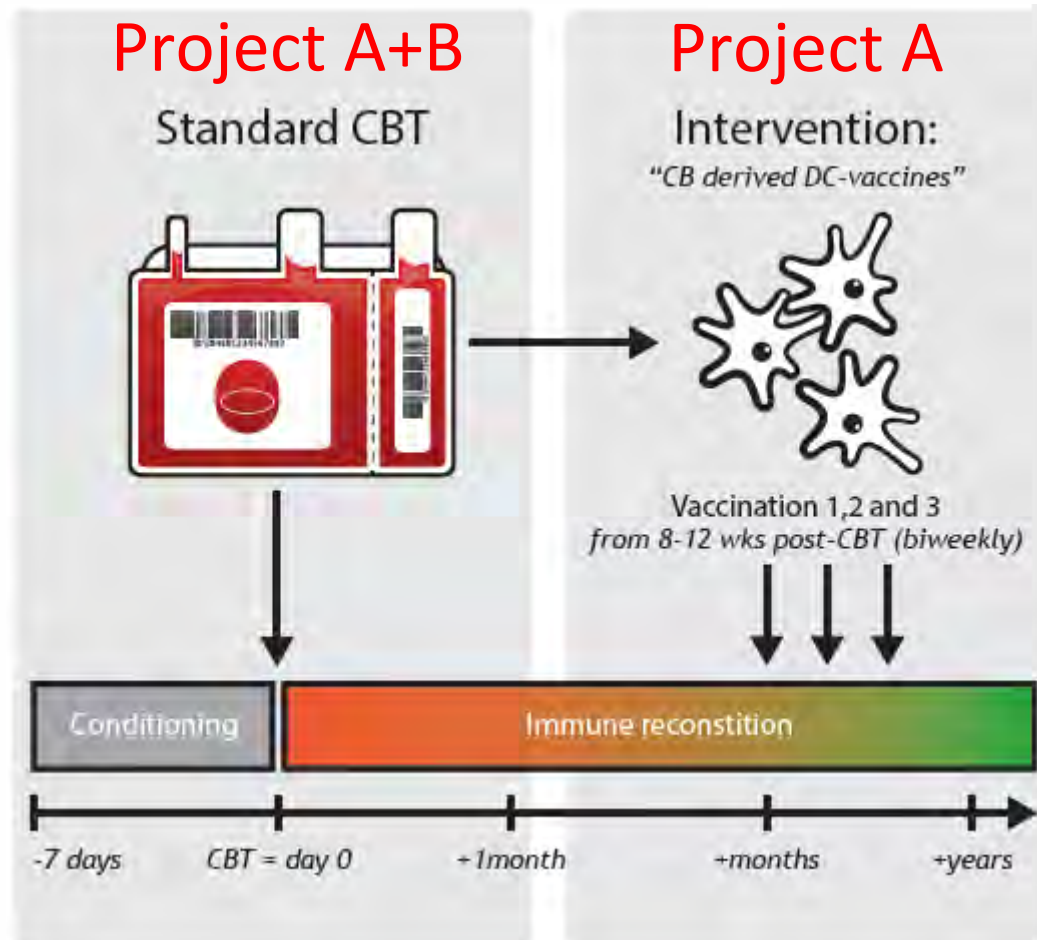 Project A+B
Standard CBT
Project A
Intervention:
"CB derived DC-vaccines"
Vaccination 1,2 and 3
from 8-12 wks post-CBT (biweekly)
Conditioning
Immune reconstition
-7 days
CBT = day 0
+1month
+months
+years